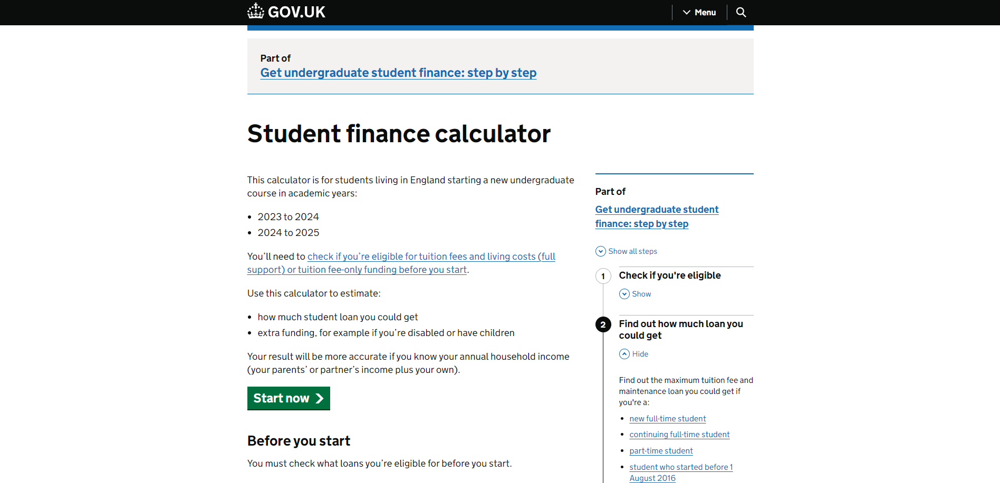 GOV.UK
Menu
Part of
Get undergraduate student finance: step by step
Student finance calculator
This calculator is for students living in England starting a new undergraduate
course in academic years:
2023 to 2024
2024 to 2025
You’ll need to check if you’re eligible for tuition fees and living costs (full
support) or tuition fee-only funding before you start.
Use this calculator to estimate:
how much student loan you could get
extra funding, for example if you’re disabled or have children
Your result will be more accurate if you know your annual household income
(your parents’ or partner’s income plus your own).
Start now
Before you start
You must check what loans you’re eligible for before you start.
Part of
Get undergraduate student
finance: step by step
Show all steps
1
Check if you're eligible
Show
2
Find out how much loan you
could get
Hide
Find out the maximum tuition fee and
maintenance loan you could get if
you're a:
new full-time student
continuing full-time student
part-time student
student who started before 1
August 2016